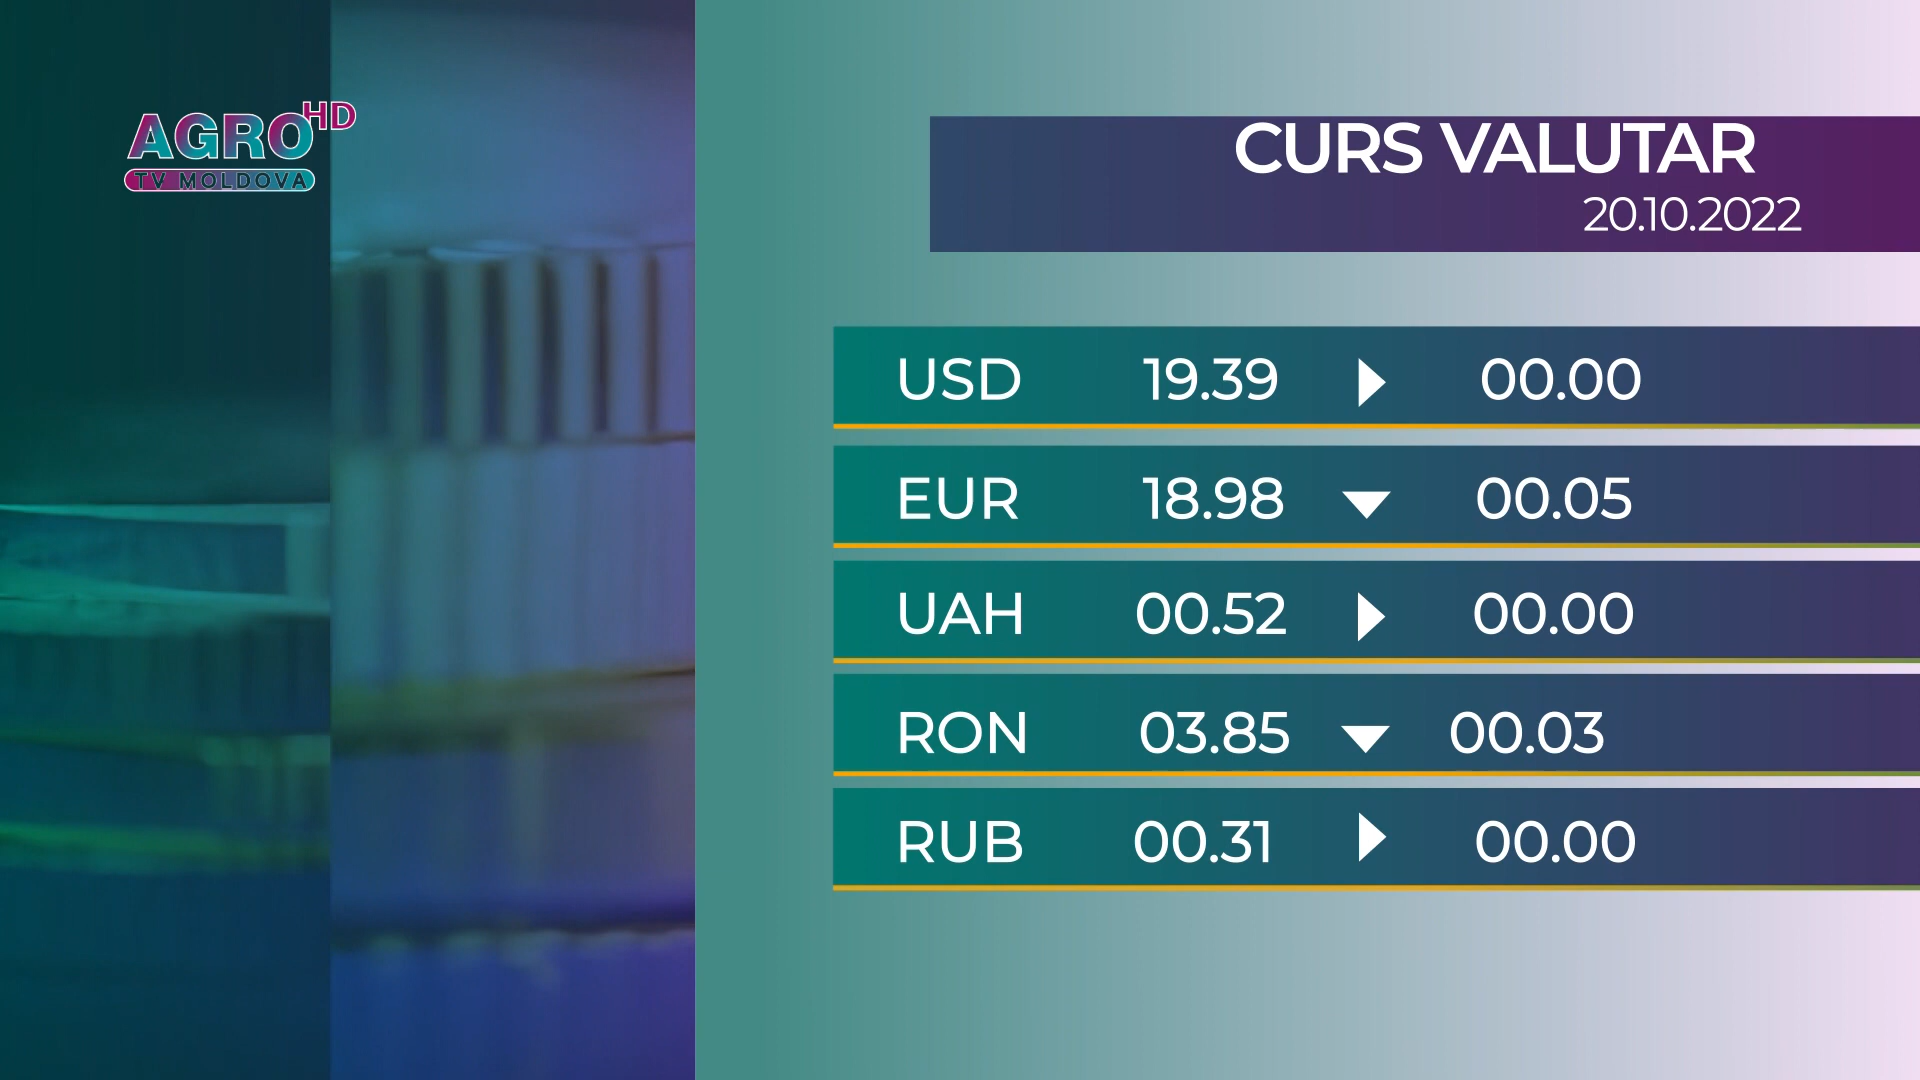 AGRO HD
TV MOLDOVA
CURS VALUTAR
20.10.2022
USD 19.39 00.00
EUR 18.98 00.05
UAH 00.52 00.00
RON 03.85 00.03
RUB 00.31 00.00